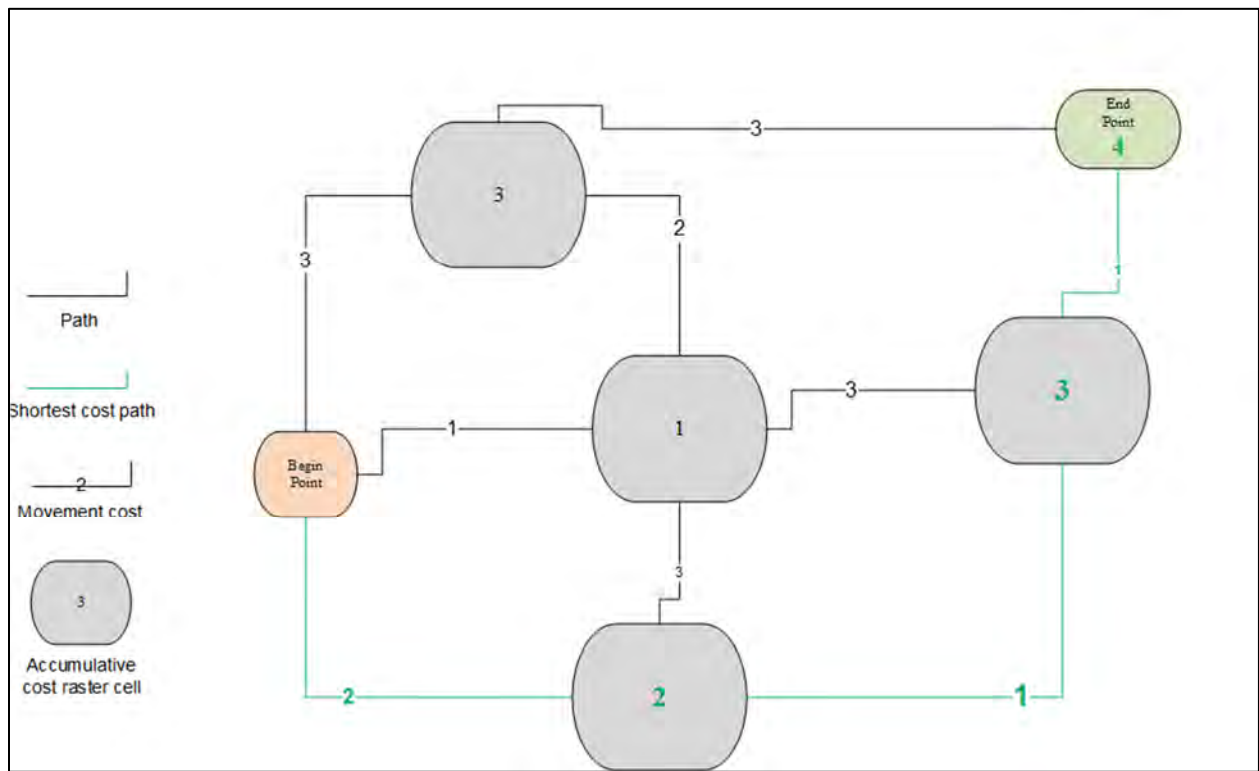 End
Point
4
3
3
2
3
1
Path
3
3
Shortest cost path
1
1
Begin
Point
2
Movement cost
3
3
Accumulative
cost raster cell
2
2
1